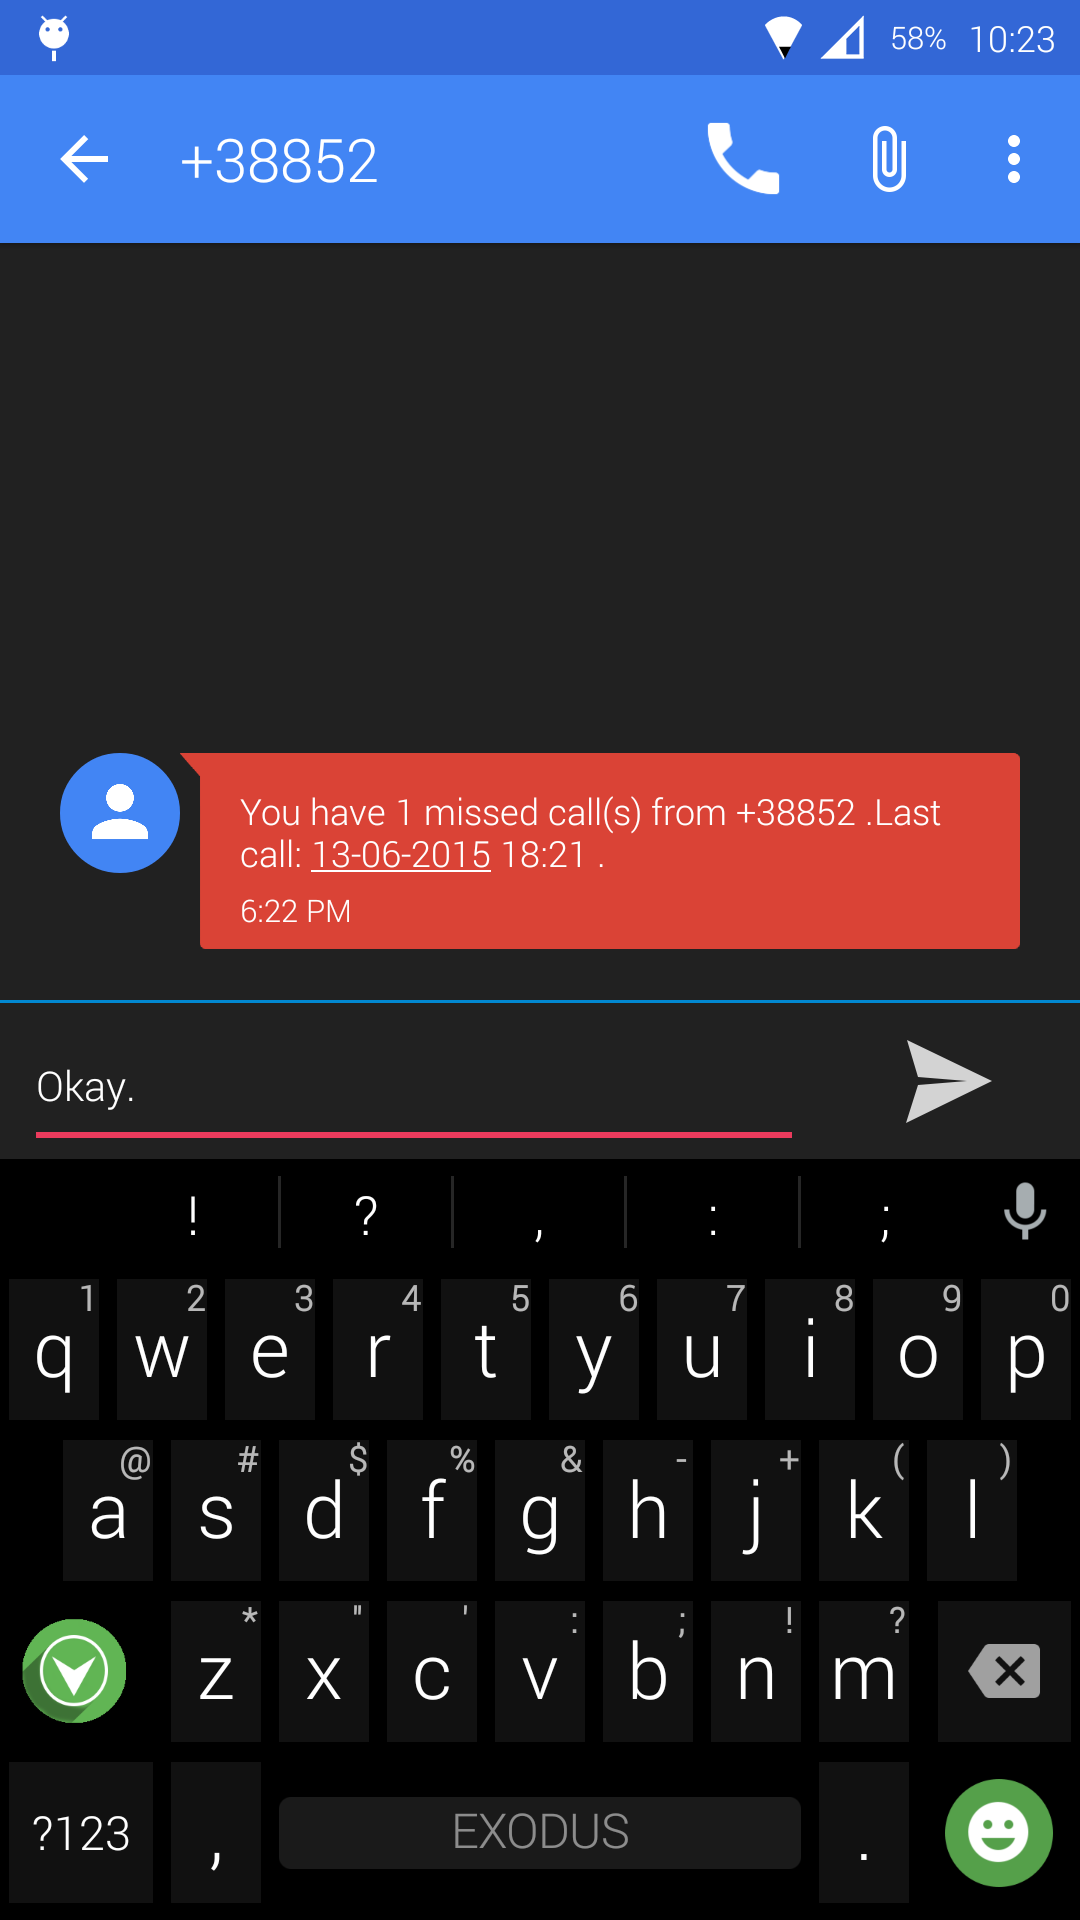 58% 10:23
+38852
You have 1 missed call(s) from +38852 .Last
call: 13-06-2015 18:21 .
6:22 PM
Okay.
! ? , : ;
1 2 3 4 5 6 7 8 9 0
q w e r t y u i o p
@ # $ % & - + ( )
a s d f g h j k l
* " ' : ; ! ?
z x c v b n m
?123 , EXODUS .